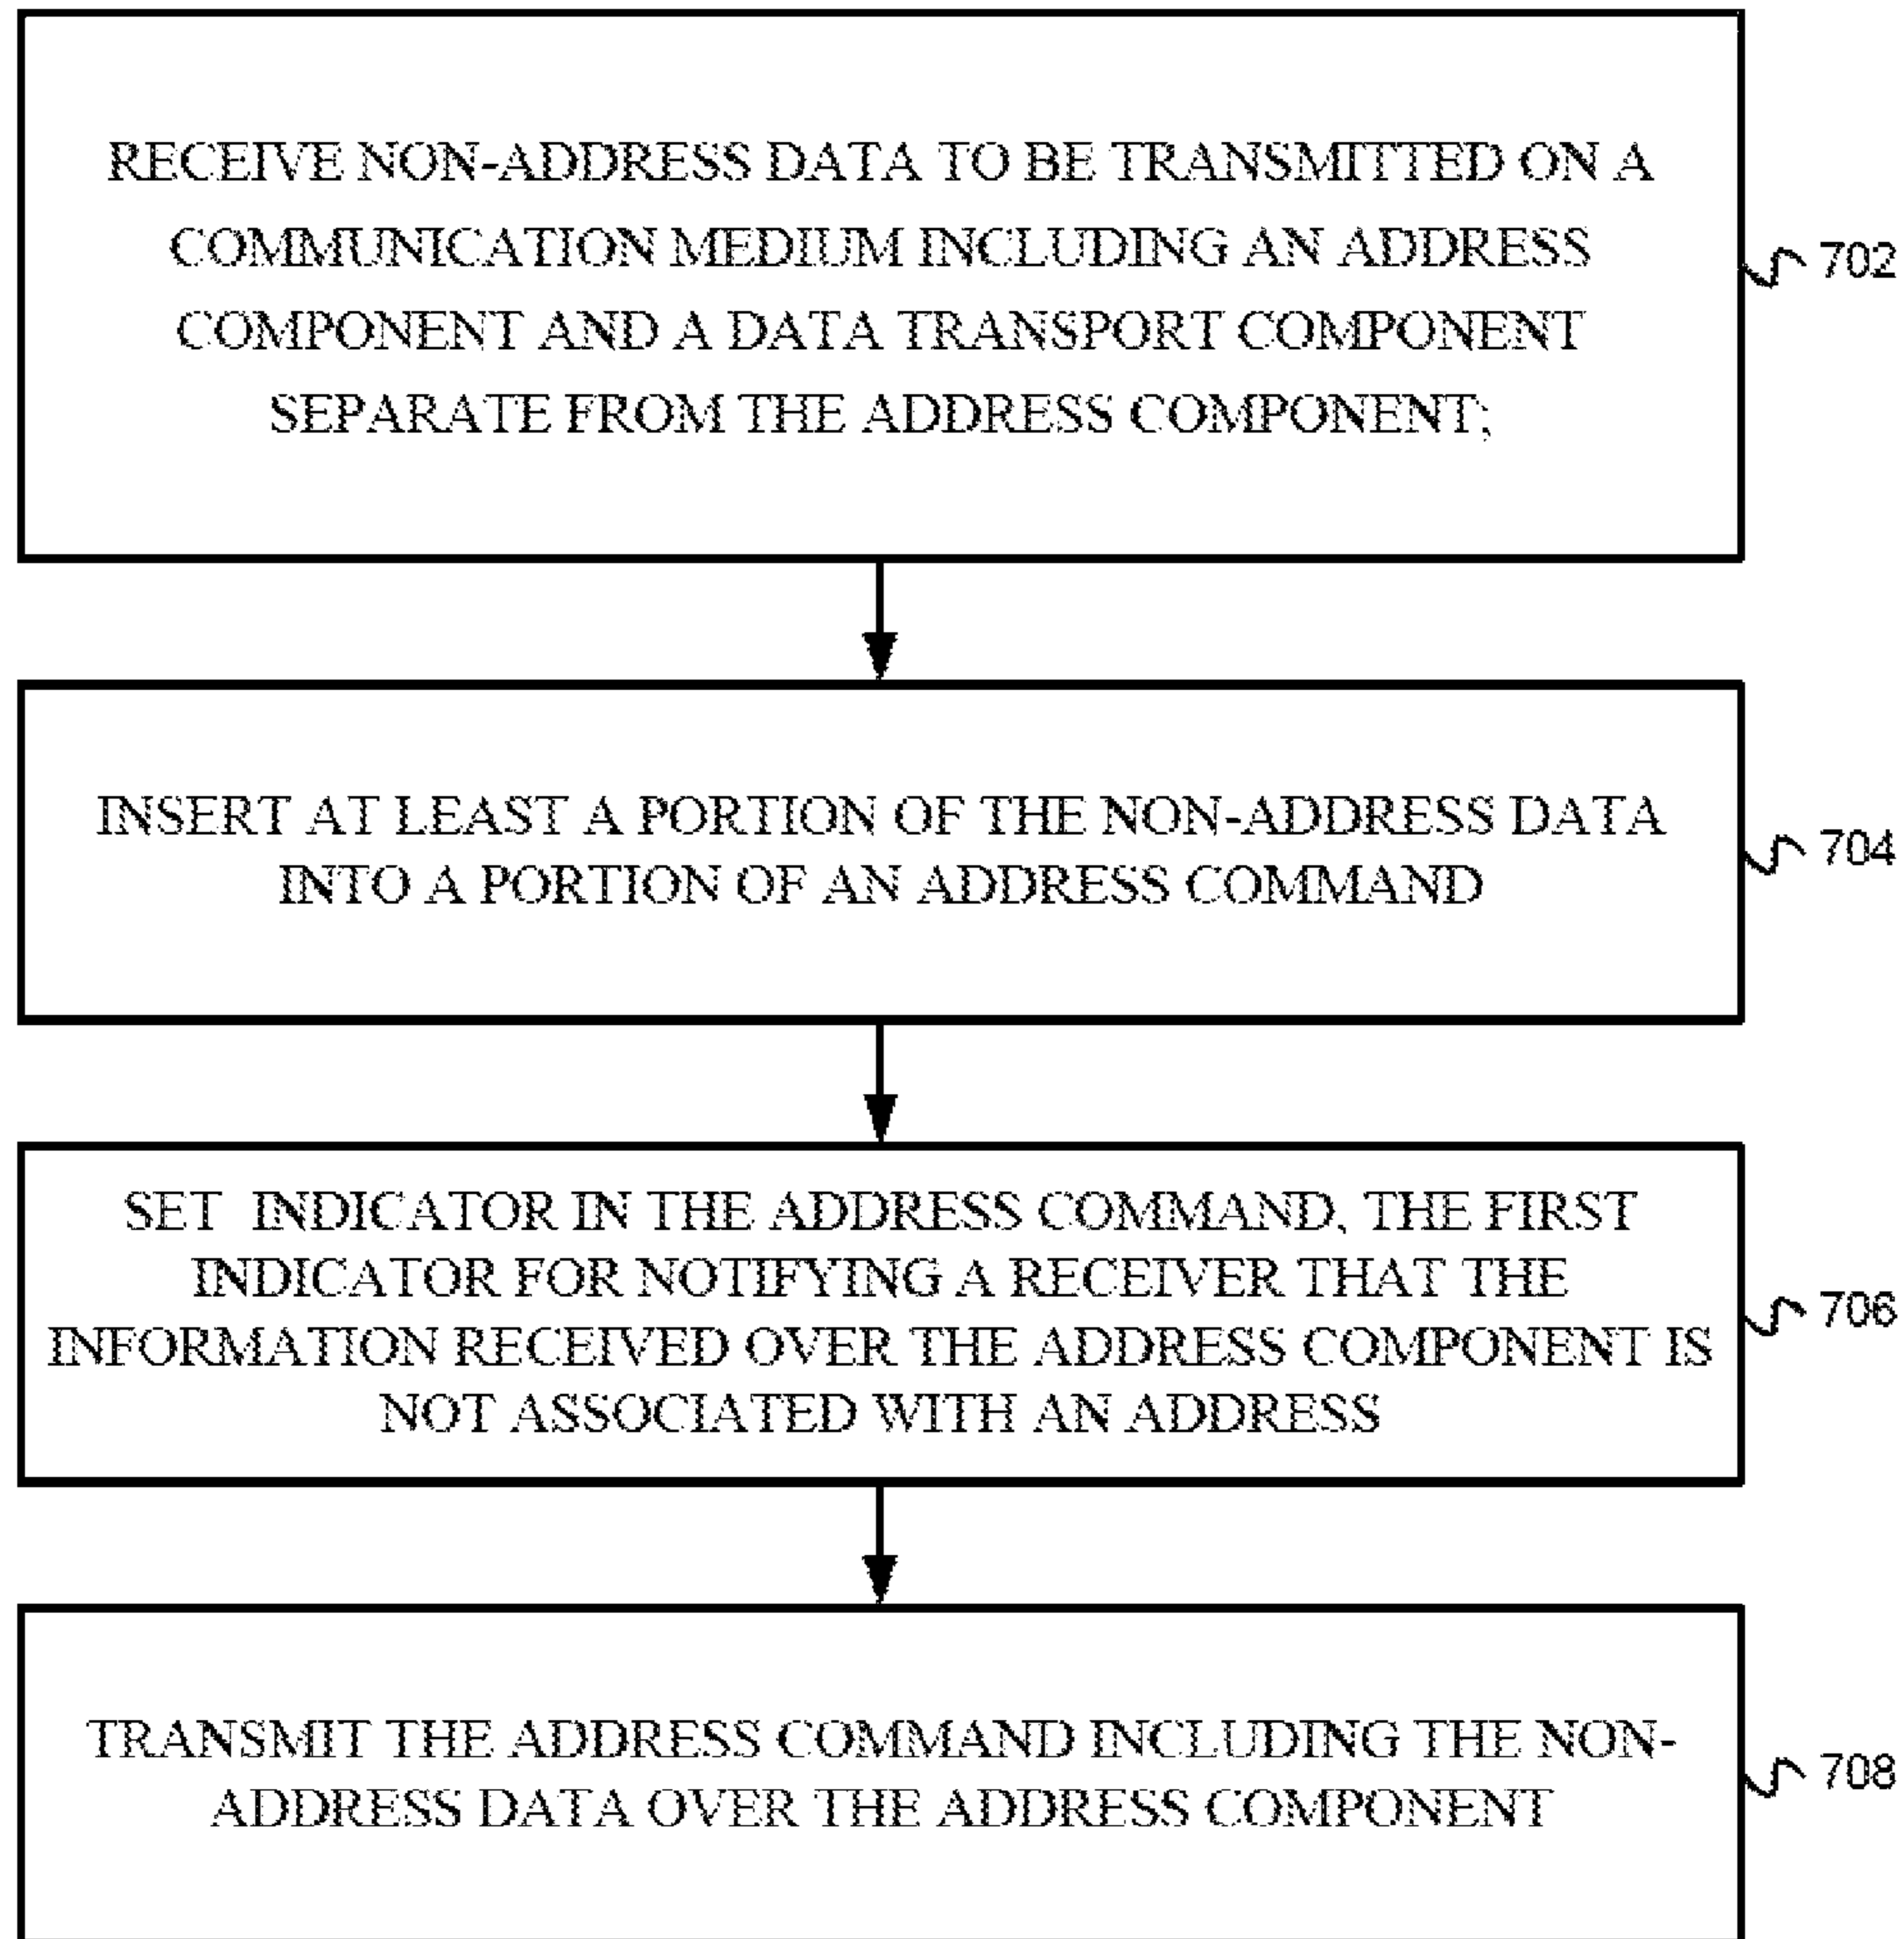 RECEIVE NON-ADDRESS DATA TO BE TRANSMITTED ON A
COMMUNICATION MEDIUM INCLUDING AN ADDRESS
COMPONENT AND A DATA TRANSPORT COMPONENT
SEPARATE FROM THE ADDRESS COMPONENT;
702
INSERT AT LEAST A PORTION OF THE NON-ADDRESS DATA
INTO A PORTION OF AN ADDRESS COMMAND
704
SET INDICATOR IN THE ADDRESS COMMAND, THE FIRST
INDICATOR FOR NOTIFYING A RECEIVER THAT THE
INFORMATION RECEIVED OVER THE ADDRESS COMPONENT IS
NOT ASSOCIATED WITH AN ADDRESS
706
TRANSMIT THE ADDRESS COMMAND INCLUDING THE NON-
ADDRESS DATA OVER THE ADDRESS COMPONENT
708